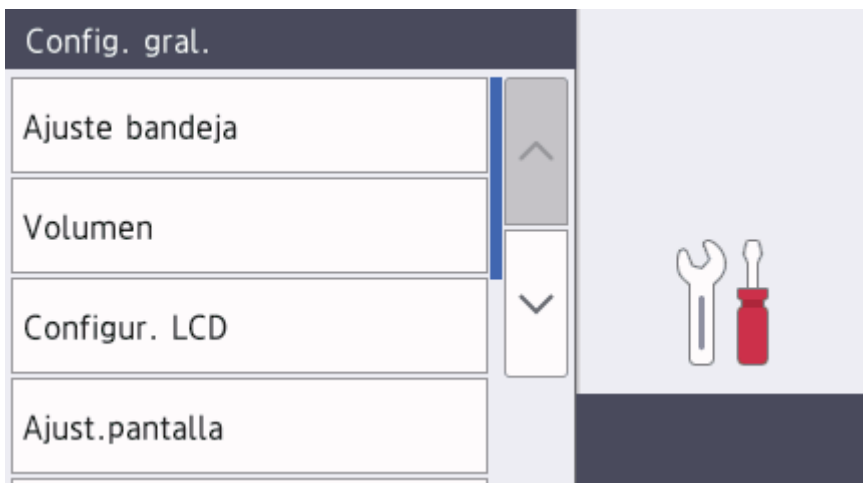 Config. gral.
Ajuste bandeja
Volumen
Configur. LCD
Ajust.pantalla